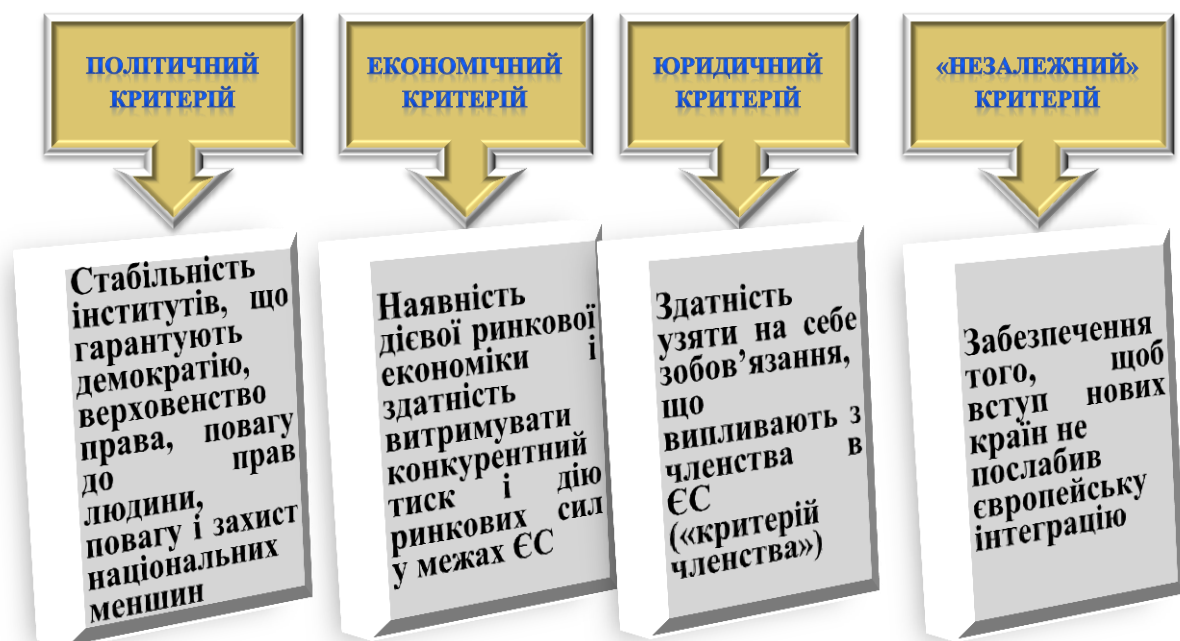 ПОЛІТИЧНИЙ
КРИТЕРІЙ
Стабільність
інститутів, що
гарантують
демократію,
верховенство
права, повагу
до прав
людини,
повагу і захист
національних
меншин
ЕКОНОМІЧНИЙ
КРИТЕРІЙ
Наявність
дієвої ринкової
економіки і
здатність
витримувати
конкурентний
тиск і дію
ринкових сил
у межах ЄС
ЮРИДИЧНИЙ
КРИТЕРІЙ
Здатність
узяти на себе
зобов’язання,
що
випливають з
членства в
ЄС
(«критерій
членства»)
«НЕЗАЛЕЖНИЙ»
КРИТЕРІЙ
Забезпечення
того, щоб
вступ нових
країн не
послабив
європейську
інтеграцію